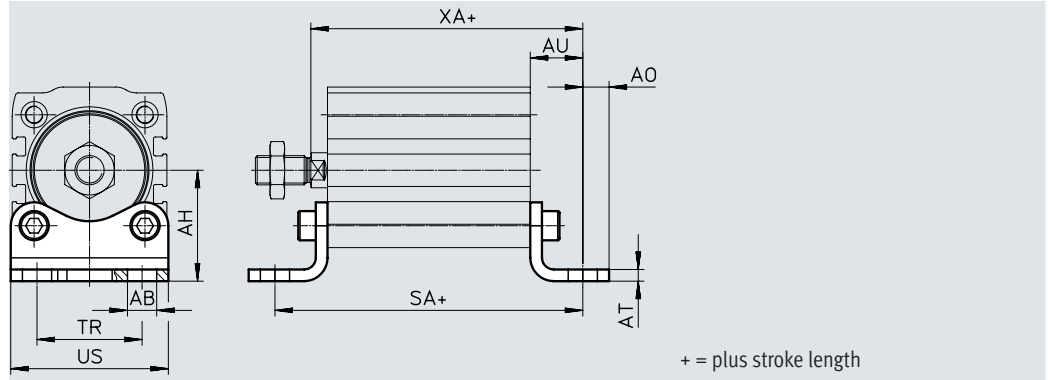 XA+
AU
AO
AH
AB
SA+
AT
TR
US
+ = plus stroke length